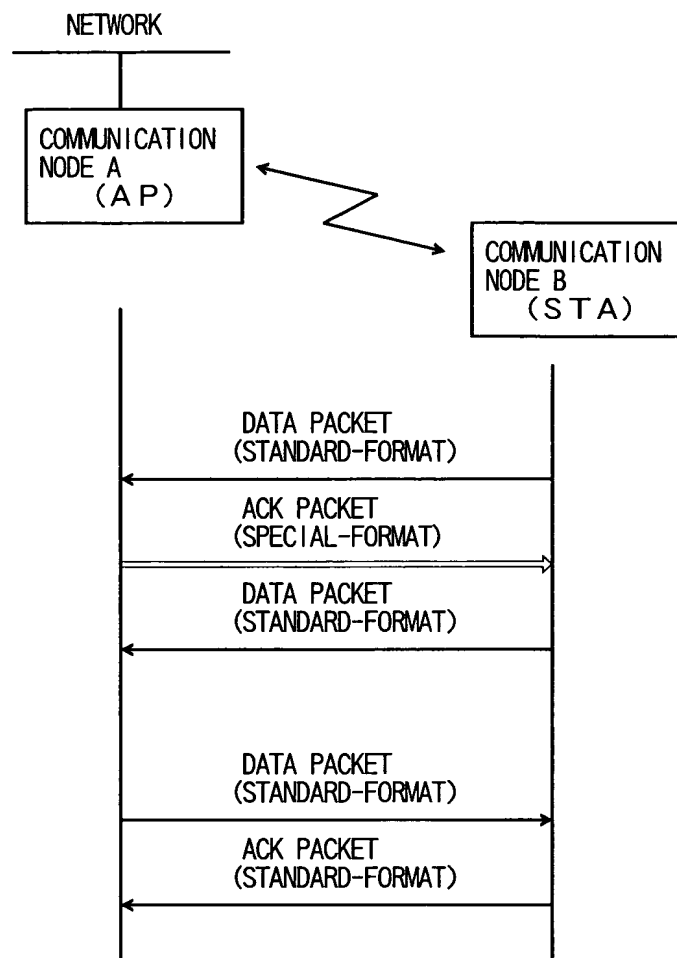 NETWORK
COMMUNICATION
NODE A
(AP)
COMMUNICATION
NODE B
(STA)
DATA PACKET
(STANDARD-FORMAT)
ACK PACKET
(SPECIAL-FORMAT)
DATA PACKET
(STANDARD-FORMAT)
DATA PACKET
(STANDARD-FORMAT)
ACK PACKET
(STANDARD-FORMAT)